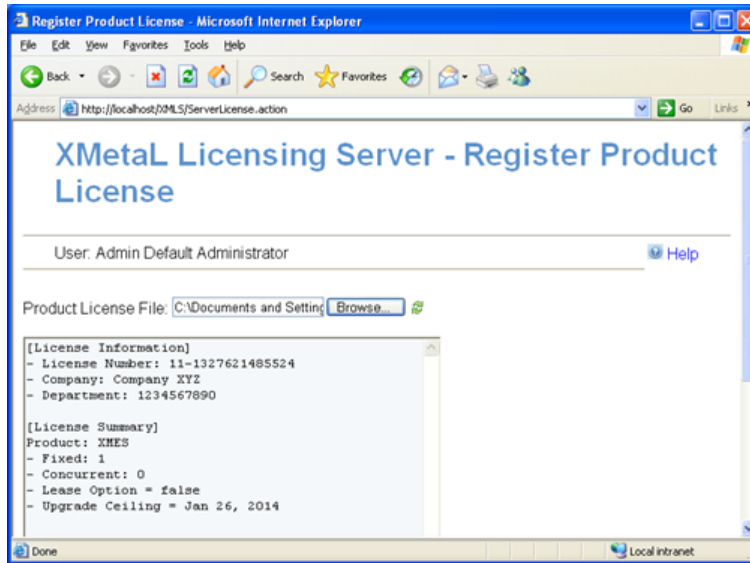 Register Product License - Microsoft Internet Explorer
File Edit View Favorites Tools Help
Back Search Favorites
Address http://localhost/XMLS/ServerLicense.action Go Links
XMetaL Licensing Server - Register Product
License
User: Admin Default Administrator Help
Product License File: C:\Documents and Setting Browse...
[License Information]
- License Number: 11-1327621485524
- Company: Company XYZ
- Department: 1234567890
[License Summary]
Product: XMES
- Fixed: 1
- Concurrent: 0
- Lease Option = false
- Upgrade Ceiling = Jan 26, 2014
Done Local intranet